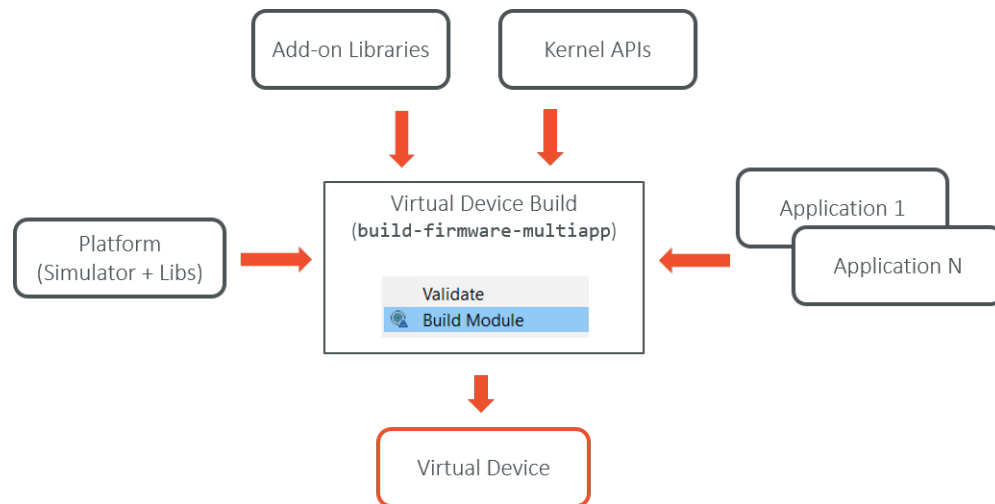 Add-on Libraries
Kernel APIs
Virtual Device Build
(build-firmware-multiapp)
Platform
(Simulator + Libs)
Application 1
Application N
Validate
Build Module
Virtual Device